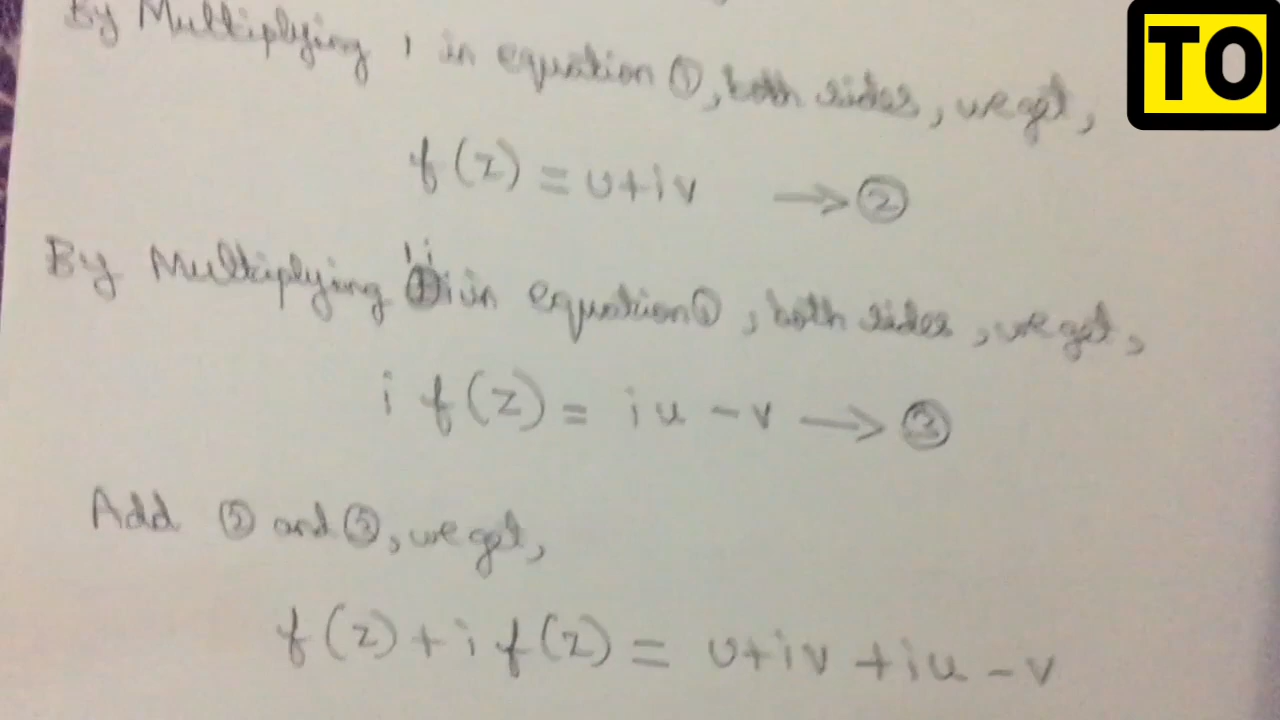 By Multiplying 1 in equation ①, both sides, we get,
TO
f(z) = u+iv → ②
By Multiplying 'i' in equation ①, both sides, we get,
i f(z) = iu - v → ③
Add ② and ③, we get,
f(z) + i f(z) = u+iv + iu - v